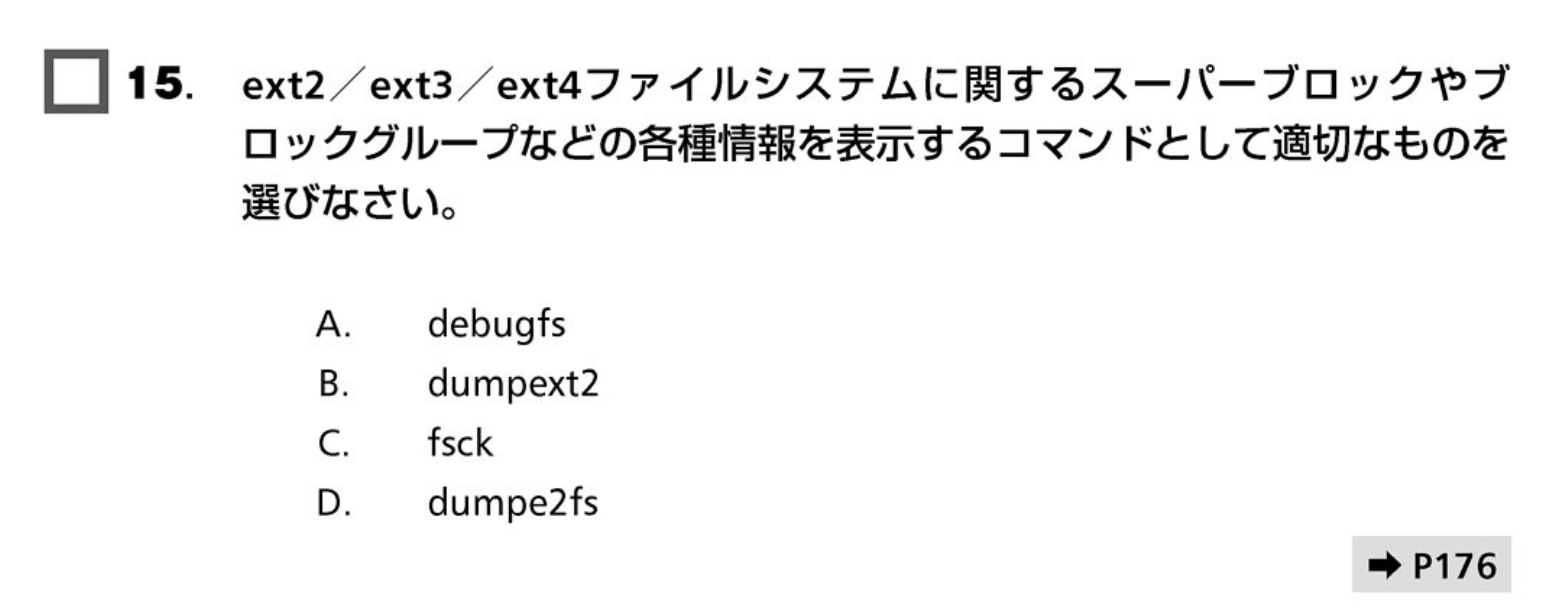 15. ext2／ext3／ext4ファイルシステムに関するスーパーブロックやブ
ロックグループなどの各種情報を表示するコマンドとして適切なものを
選びなさい。
A. debugfs
B. dumpext2
C. fsck
D. dumpe2fs
➡ P176